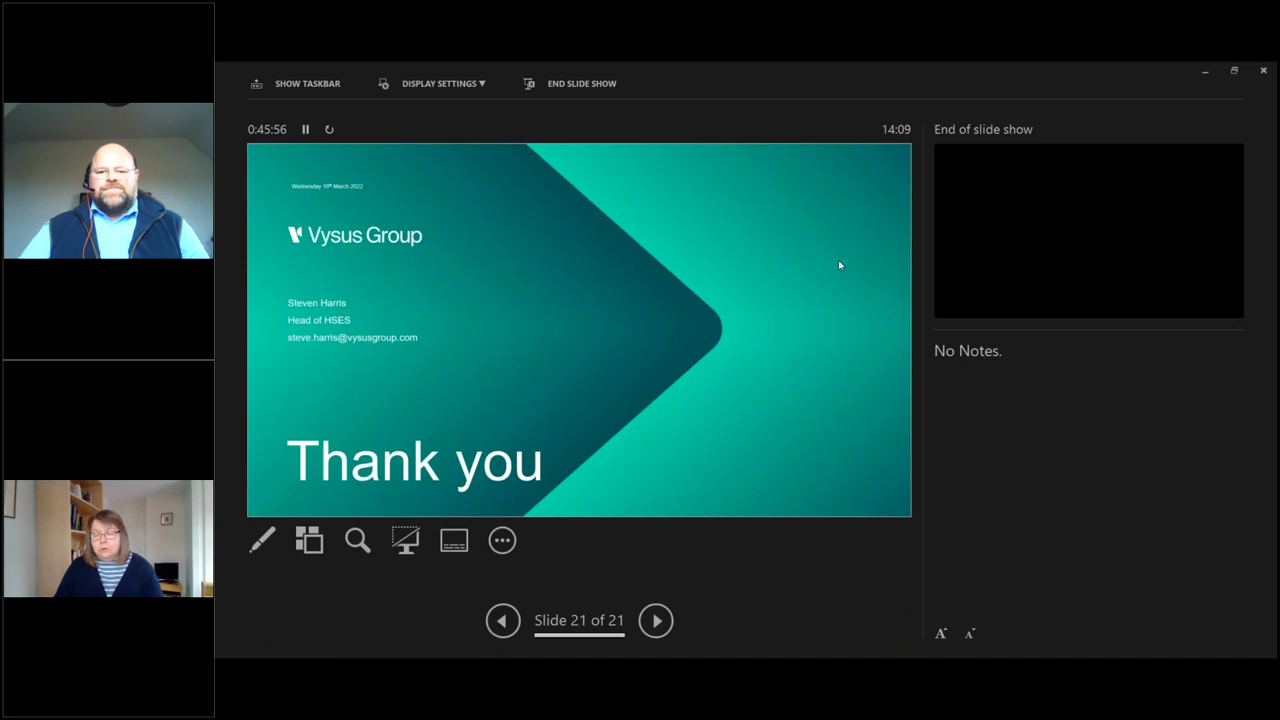 SHOW TASKBAR
DISPLAY SETTINGS ▼
END SLIDE SHOW
0:45:56
14:09
End of slide show
Wednesday 16th March 2022
Vysus Group
Steven Harris
Head of HSES
steve.harris@vysusgroup.com
Thank you
No Notes.
Slide 21 of 21
A A